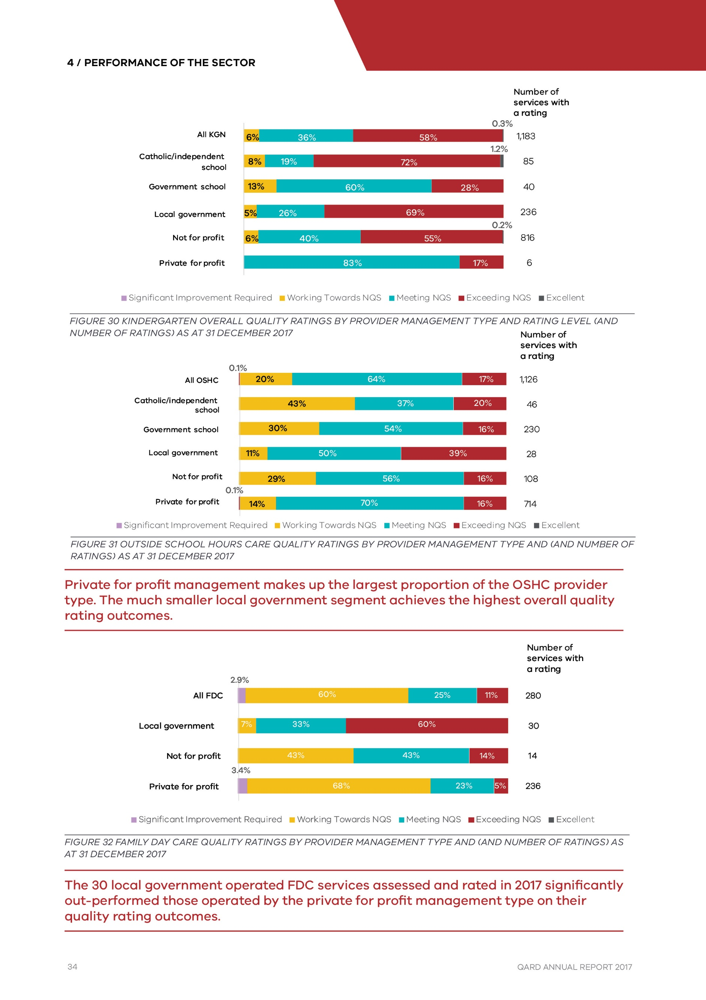 4 / PERFORMANCE OF THE SECTOR
Number of
services with
a rating
0.3%
All KGN 6% 36% 58% 1,183
1.2%
Catholic/independent
school 8% 19% 72% 85
Government school 13% 60% 28% 40
Local government 5% 26% 69% 236
0.2%
Not for profit 6% 40% 55% 816
Private for profit 83% 17% 6
Significant Improvement Required Working Towards NQS Meeting NQS Exceeding NQS Excellent
FIGURE 30 KINDERGARTEN OVERALL QUALITY RATINGS BY PROVIDER MANAGEMENT TYPE AND RATING LEVEL (AND
NUMBER OF RATINGS) AS AT 31 DECEMBER 2017
Number of
services with
a rating
0.1%
All OSHC 20% 64% 17% 1,126
Catholic/independent
school 43% 37% 20% 46
Government school 30% 54% 16% 230
Local government 11% 50% 39% 28
Not for profit 29% 56% 16% 108
0.1%
Private for profit 14% 70% 16% 714
Significant Improvement Required Working Towards NQS Meeting NQS Exceeding NQS Excellent
FIGURE 31 OUTSIDE SCHOOL HOURS CARE QUALITY RATINGS BY PROVIDER MANAGEMENT TYPE AND (AND NUMBER OF
RATINGS) AS AT 31 DECEMBER 2017
Private for profit management makes up the largest proportion of the OSHC provider
type. The much smaller local government segment achieves the highest overall quality
rating outcomes.
Number of
services with
a rating
2.9%
All FDC 60% 25% 11% 280
Local government 7% 33% 60% 30
Not for profit 43% 43% 14% 14
3.4%
Private for profit 68% 23% 5% 236
Significant Improvement Required Working Towards NQS Meeting NQS Exceeding NQS Excellent
FIGURE 32 FAMILY DAY CARE QUALITY RATINGS BY PROVIDER MANAGEMENT TYPE AND (AND NUMBER OF RATINGS) AS
AT 31 DECEMBER 2017
The 30 local government operated FDC services assessed and rated in 2017 significantly
out-performed those operated by the private for profit management type on their
quality rating outcomes.
34 QARD ANNUAL REPORT 2017